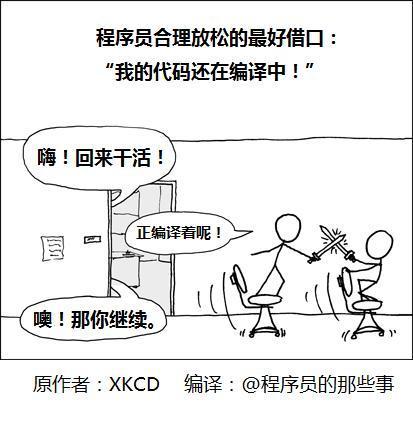 程序员合理放松的最好借口：
“我的代码还在编译中！”
嗨！回来干活！
正编译着呢！
噢！那你继续。
原作者：XKCD 编译：@程序员的那些事